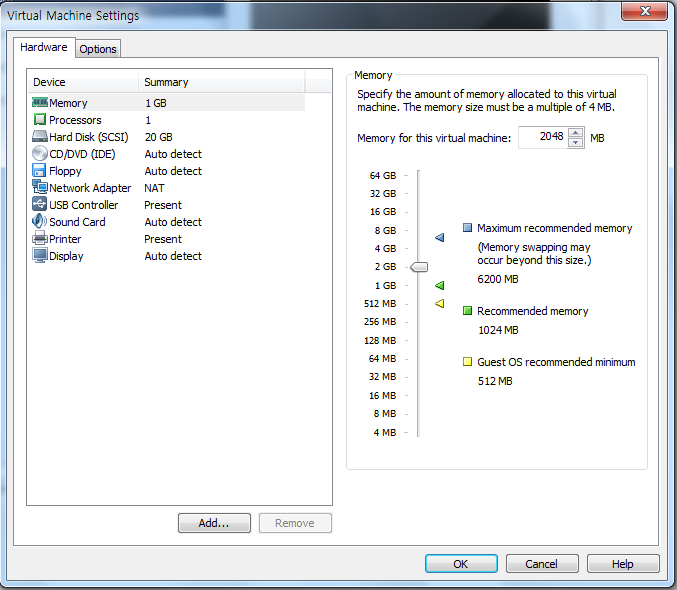 Virtual Machine Settings
Hardware
Options
Device Summary
Memory 1 GB
Processors 1
Hard Disk (SCSI) 20 GB
CD/DVD (IDE) Auto detect
Floppy Auto detect
Network Adapter NAT
USB Controller Present
Sound Card Auto detect
Printer Present
Display Auto detect
Add...
Remove
Memory
Specify the amount of memory allocated to this virtual
machine. The memory size must be a multiple of 4 MB.
Memory for this virtual machine: 2048 MB
64 GB
32 GB
16 GB
8 GB
4 GB
2 GB
1 GB
512 MB
256 MB
128 MB
64 MB
32 MB
16 MB
8 MB
4 MB
Maximum recommended memory
(Memory swapping may
occur beyond this size.)
6200 MB
Recommended memory
1024 MB
Guest OS recommended minimum
512 MB
OK
Cancel
Help